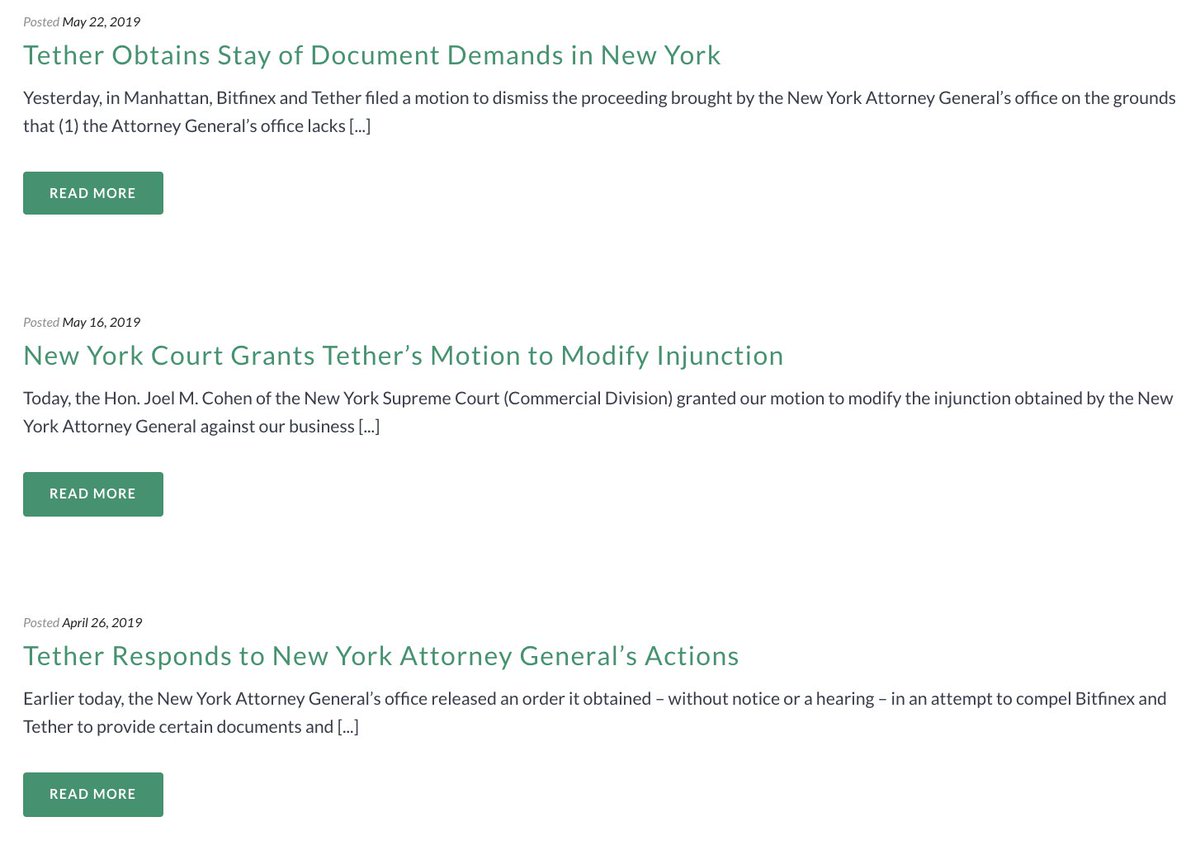 Posted May 22, 2019
Tether Obtains Stay of Document Demands in New York
Yesterday, in Manhattan, Bitfinex and Tether filed a motion to dismiss the proceeding brought by the New York Attorney General’s office on the grounds
that (1) the Attorney General’s office lacks [...]
READ MORE
Posted May 16, 2019
New York Court Grants Tether’s Motion to Modify Injunction
Today, the Hon. Joel M. Cohen of the New York Supreme Court (Commercial Division) granted our motion to modify the injunction obtained by the New
York Attorney General against our business [...]
READ MORE
Posted April 26, 2019
Tether Responds to New York Attorney General’s Actions
Earlier today, the New York Attorney General’s office released an order it obtained – without notice or a hearing – in an attempt to compel Bitfinex and
Tether to provide certain documents and [...]
READ MORE